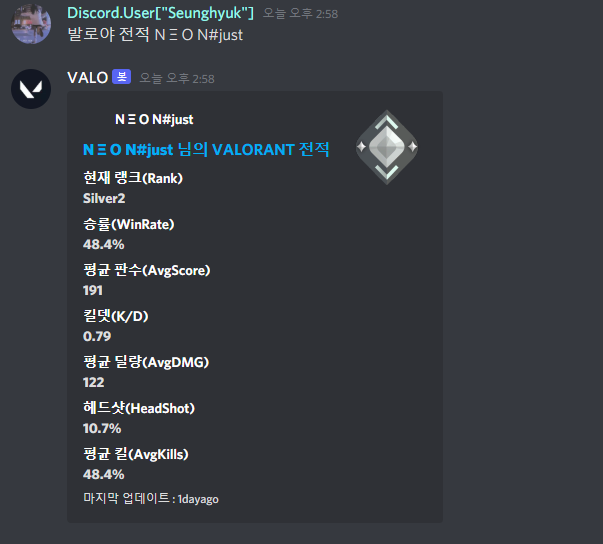 Discord.User["Seunghyuk"] 오늘 오후 2:58
발로야 전적 N Ξ O N#just
VALO 봇 오늘 오후 2:58
N Ξ O N#just
N Ξ O N#just 님의 VALORANT 전적
현재 랭크(Rank)
Silver2
승률(WinRate)
48.4%
평균 판수(AvgScore)
191
킬뎃(K/D)
0.79
평균 딜량(AvgDMG)
122
헤드샷(HeadShot)
10.7%
평균 킬(AvgKills)
48.4%
마지막 업데이트 : 1dayago